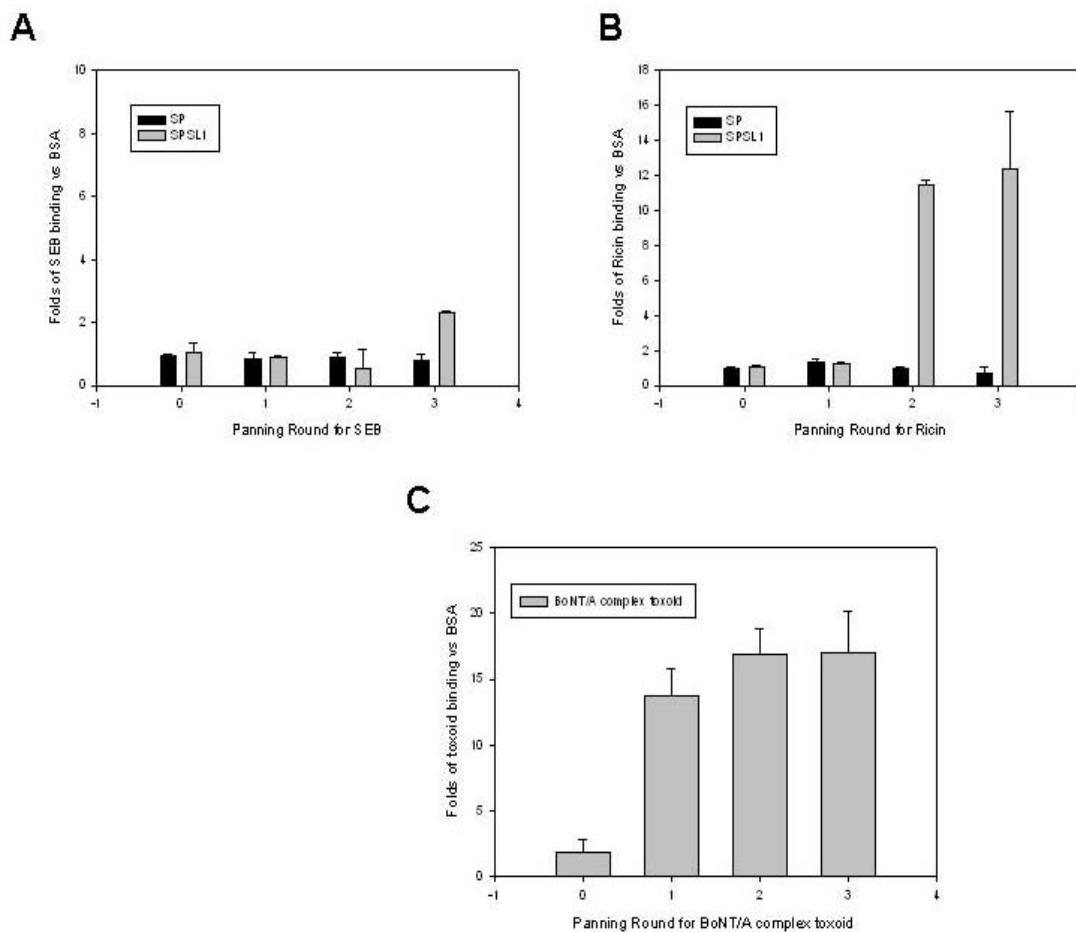 A
Folds of SEB binding vs BSA
10
8
6
4
2
0
SP
SPSL1
-1 0 1 2 3 4
Panning Round for SEB
B
Folds of Ricin binding vs BSA
18
16
14
12
10
8
6
4
2
0
SP
SPSL1
-1 0 1 2 3
Panning Round for Ricin
C
Folds of toxoid binding vs BSA
25
20
15
10
5
0
BoNT/A complex toxoid
-1 0 1 2 3 4
Panning Round for BoNT/A complex toxoid